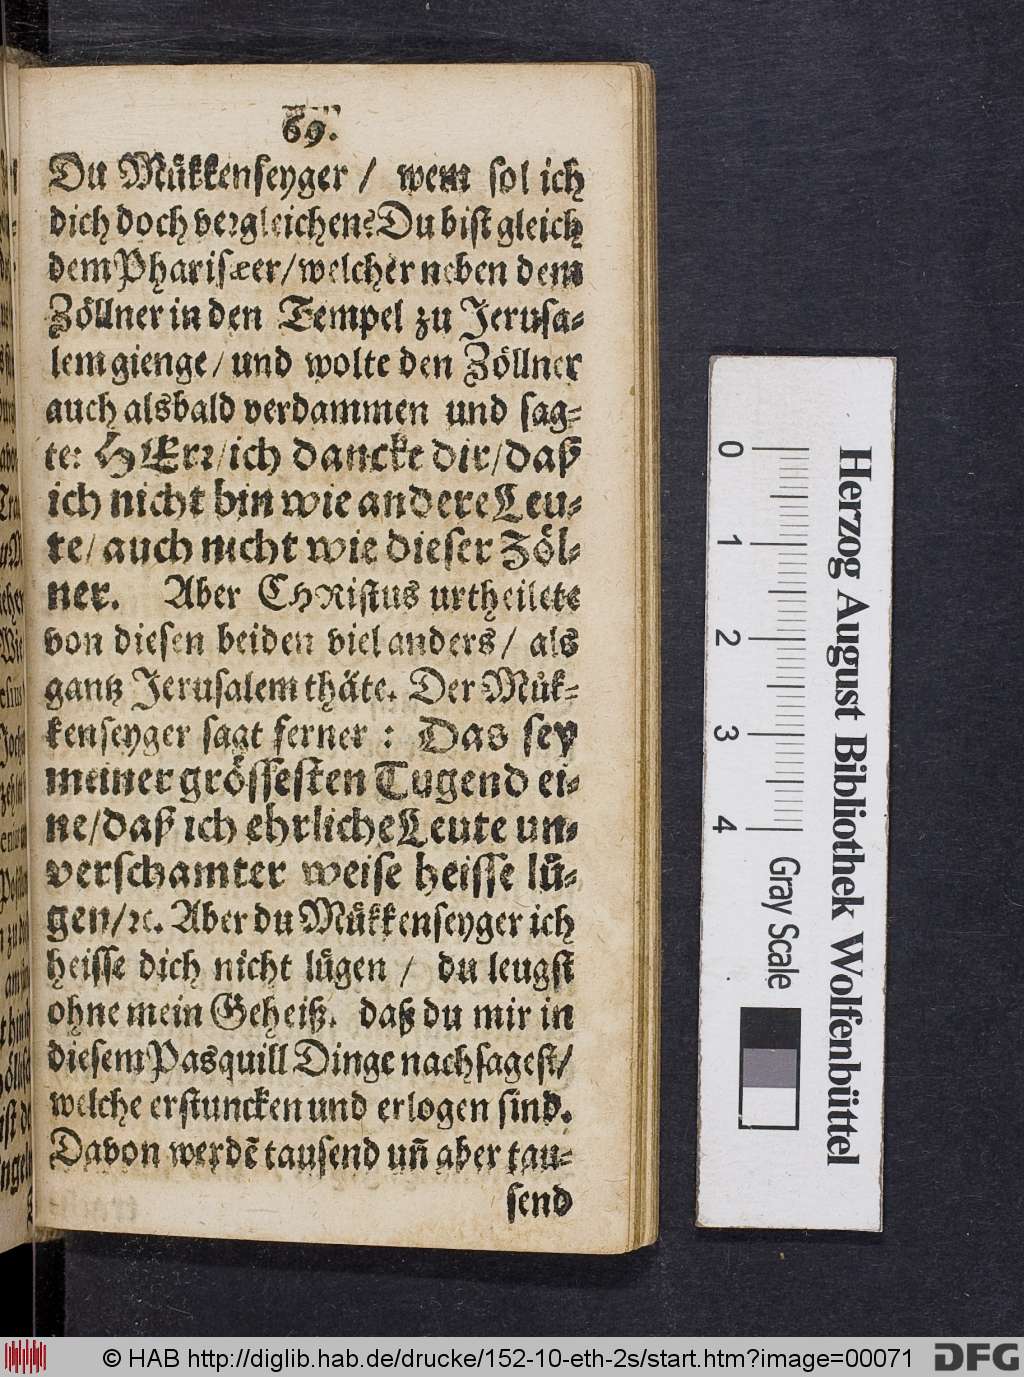 69.
Du Mükkenseyger / wem sol ich
dich doch vergleichen? Du bist gleich
dem Pharisæer / welcher neben dem
Zöllner in den Tempel zu Jerusa-
lem gienge / und wolte den Zöllner
auch alsbald verdammen und sag-
te: HErr / ich dancke dir / daß
ich nicht bin wie andere Leu-
te / auch nicht wie dieser Zöl-
ner. Aber CHRistus urtheilete
von diesen beiden viel anders / als
gantz Jerusalem thäte. Der Mük-
kenseyger sagt ferner : Das sey
meiner grössesten Tugend ei-
ne / daß ich ehrliche Leute un-
verschamter weise heisse lü-
gen / ꝛc. Aber du Mükkenseyger ich
heisse dich nicht lügen / du leugst
ohne mein Geheiß. daß du mir in
diesem Pasquill Dinge nachsagest /
welche erstuncken und erlogen sind.
Davon werdē tausend uñ aber tau-
send
0 1 2 3 4 Gray Scale
Herzog August Bibliothek Wolfenbüttel
© HAB http://diglib.hab.de/drucke/152-10-eth-2s/start.htm?image=00071
DFG